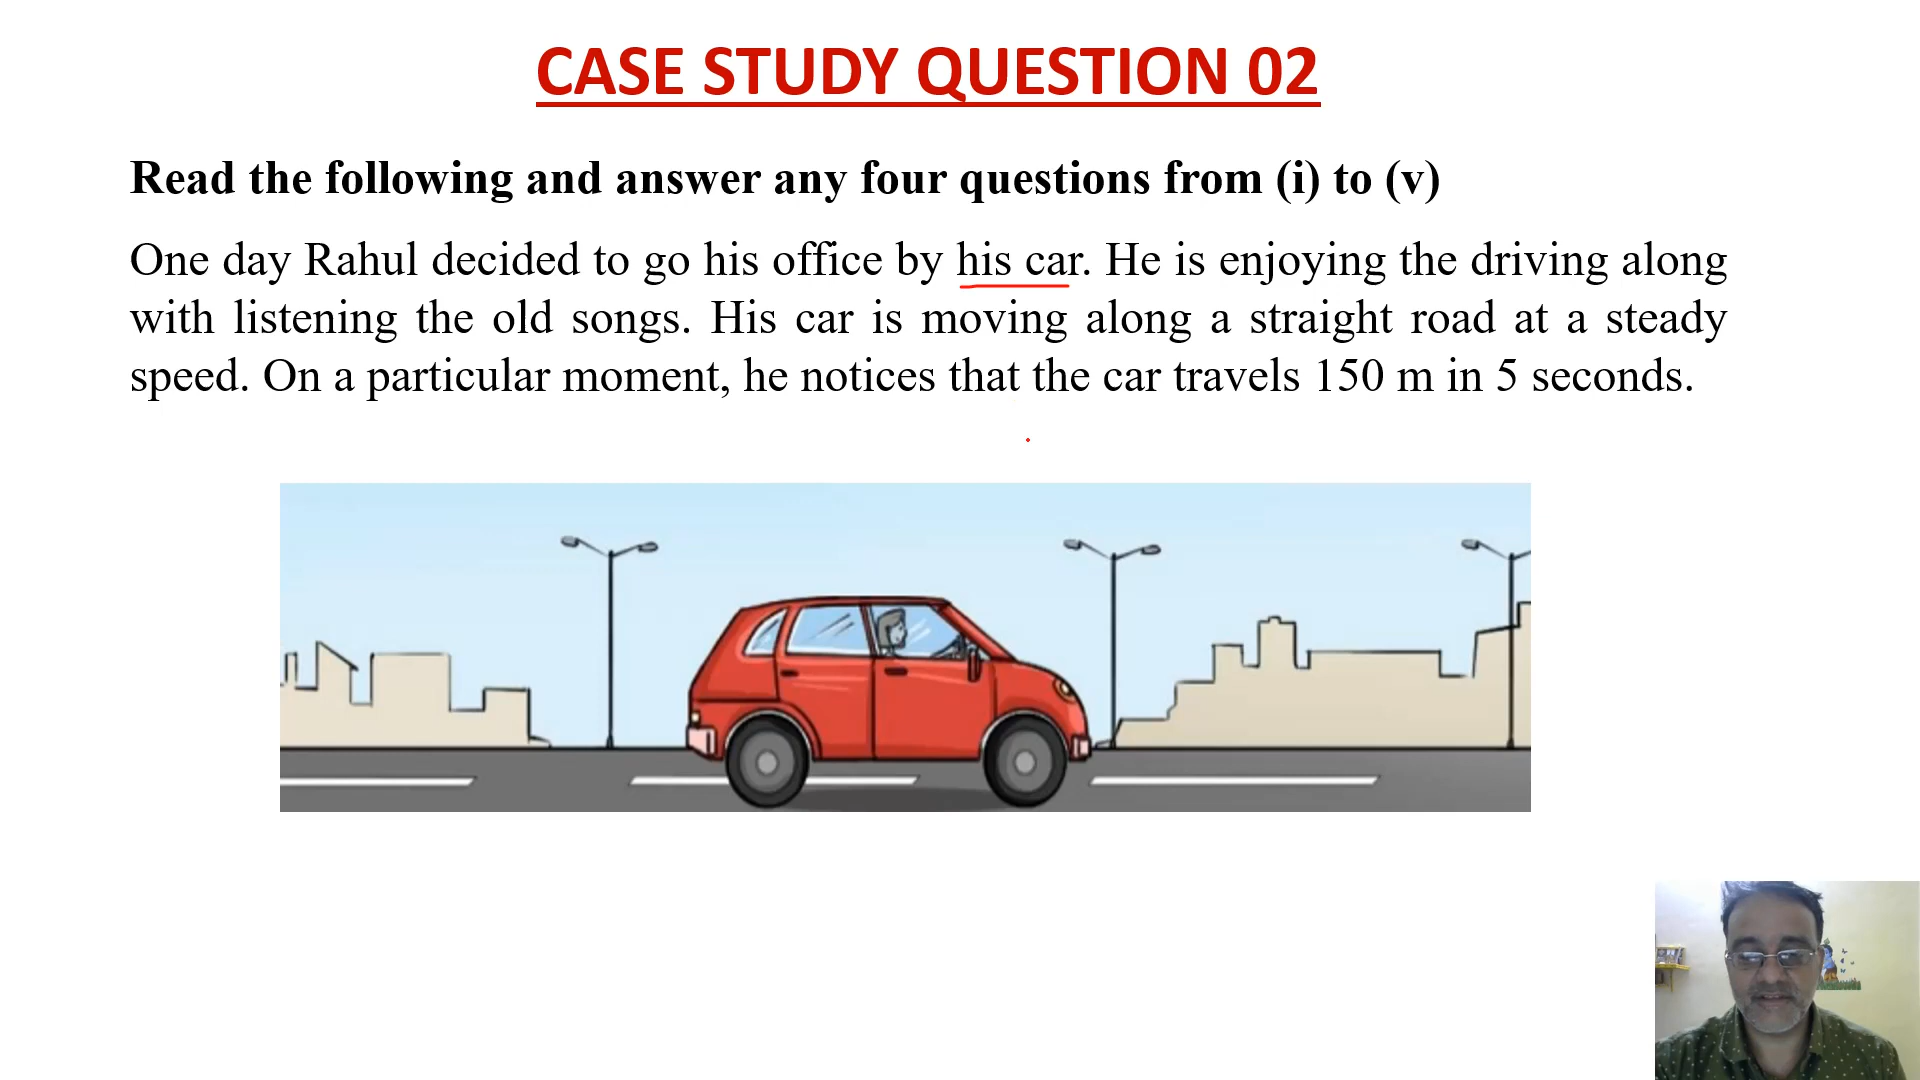 CASE STUDY QUESTION 02
Read the following and answer any four questions from (i) to (v)
One day Rahul decided to go his office by his car. He is enjoying the driving along
with listening the old songs. His car is moving along a straight road at a steady
speed. On a particular moment, he notices that the car travels 150 m in 5 seconds.